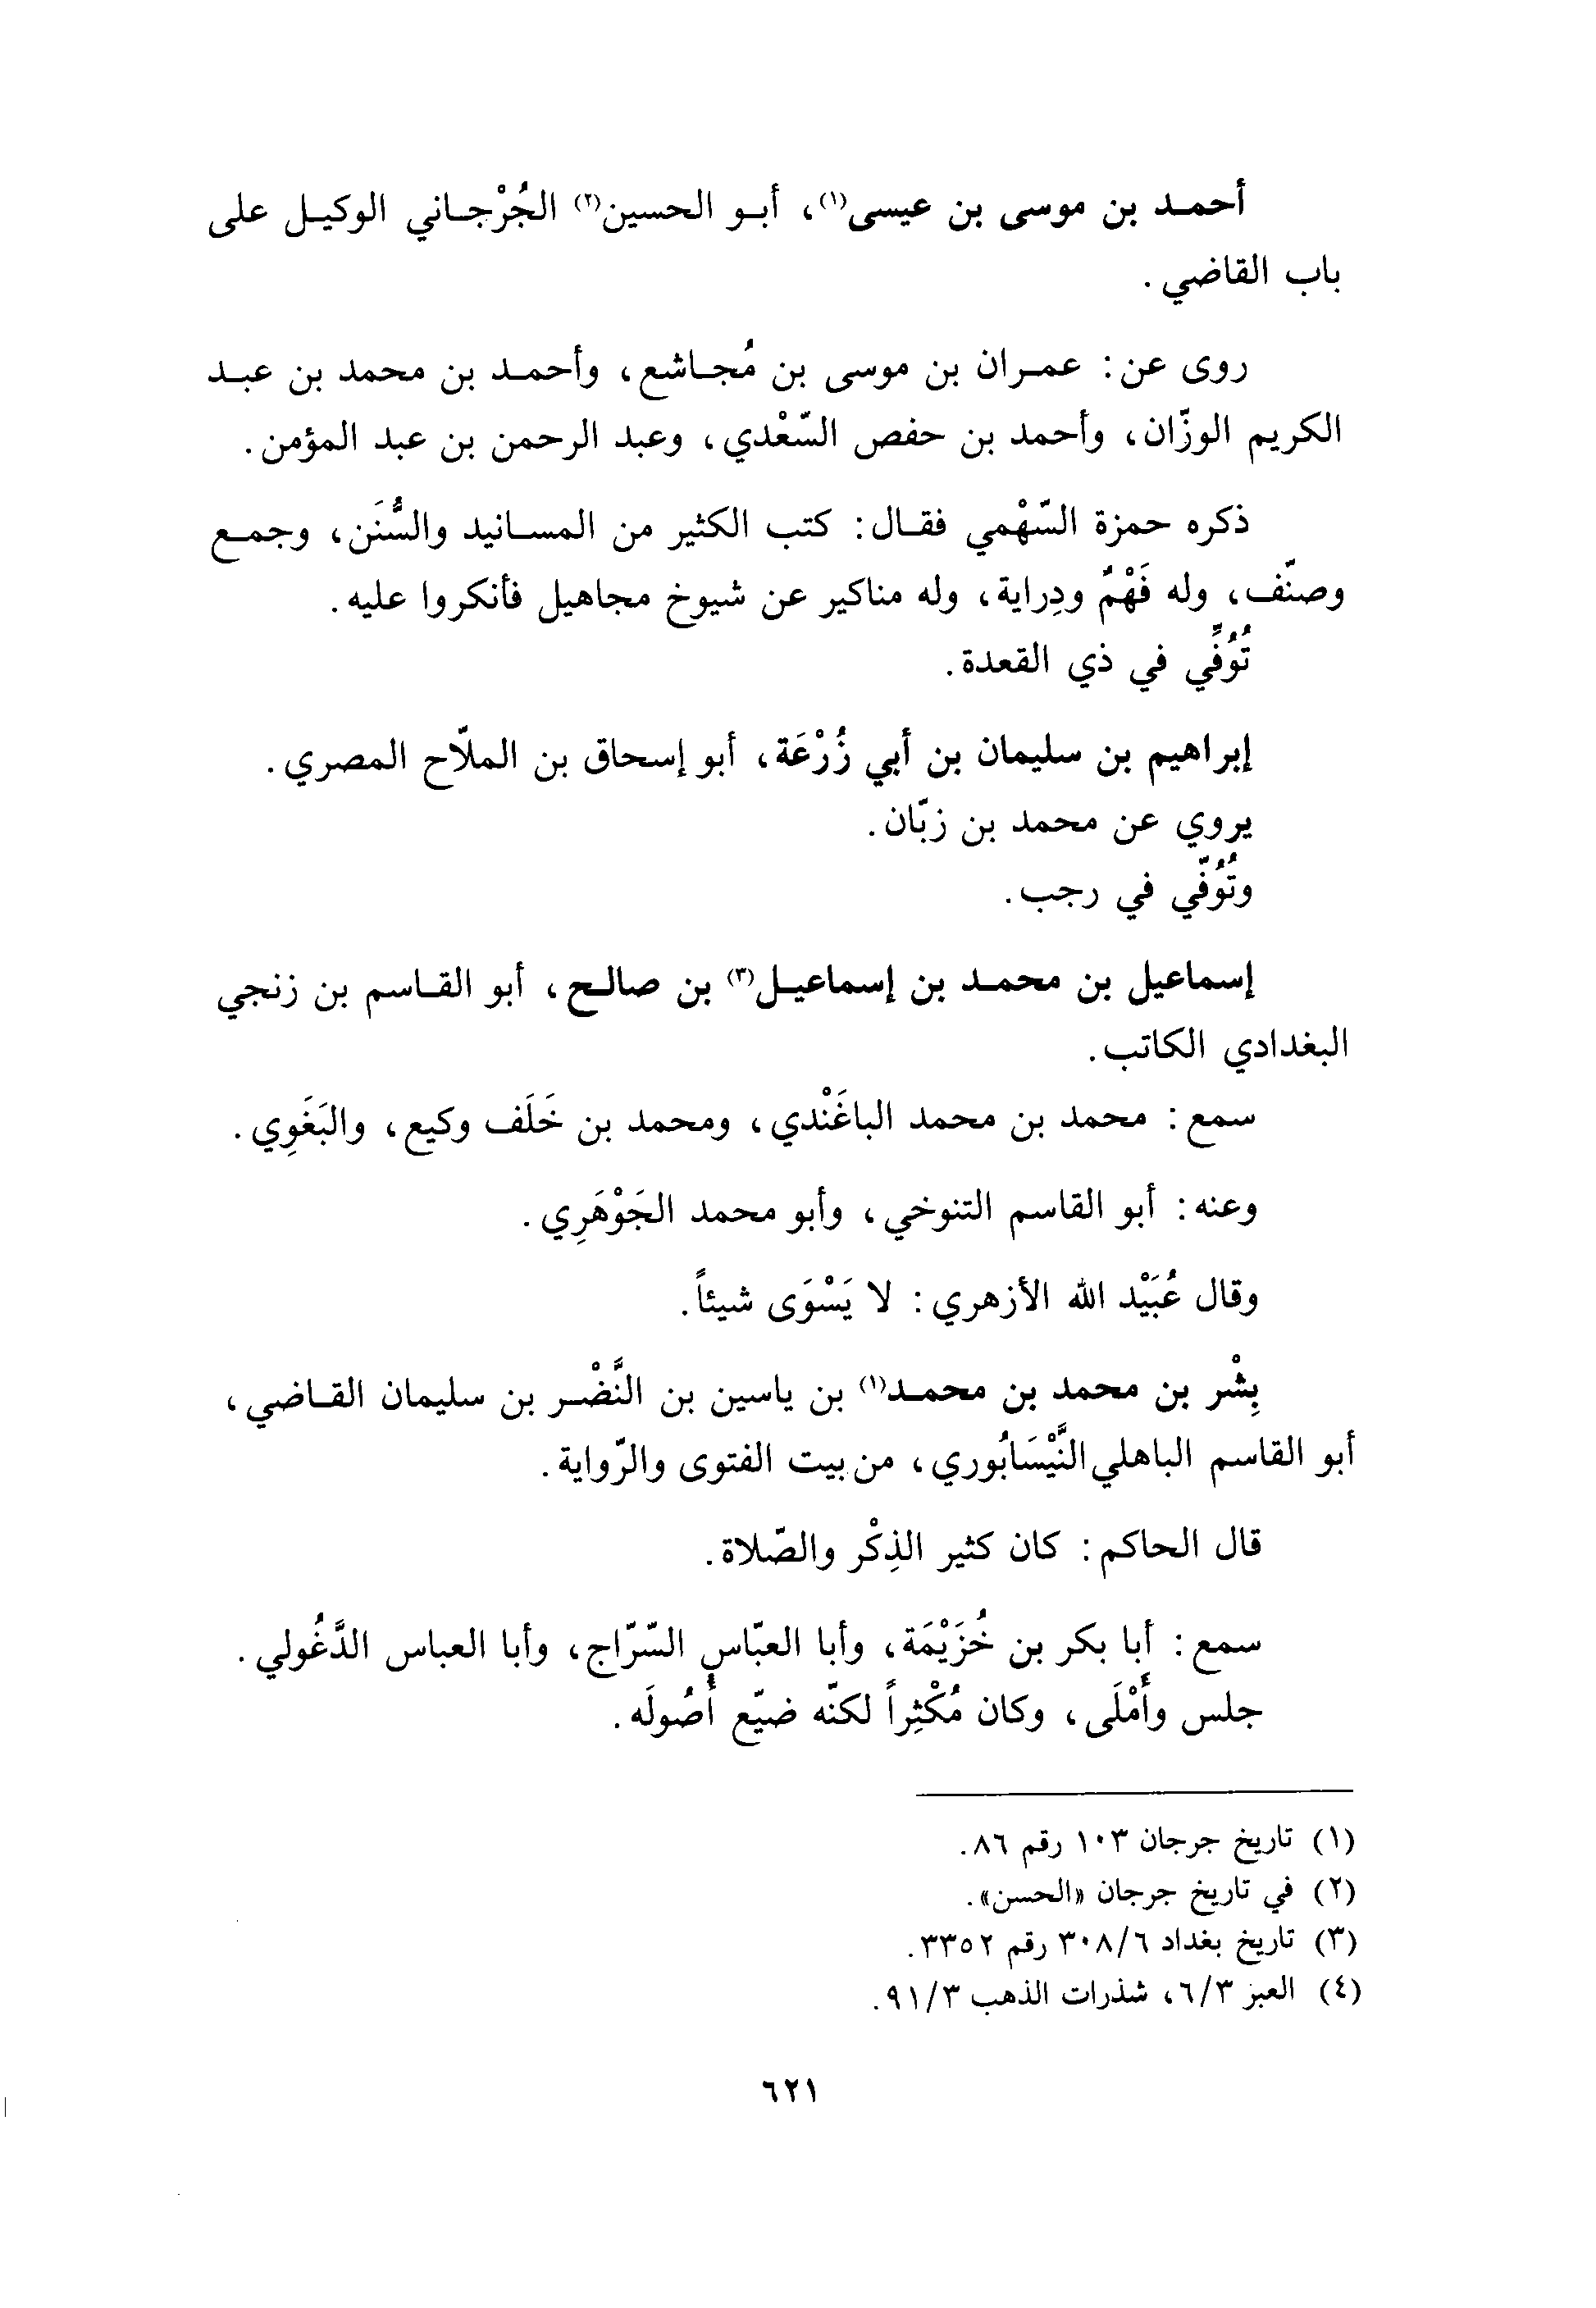 أحمد بن موسى بن عيسى(١)، أبو الحسين(٢) الجُرْجاني الوكيل على
باب القاضي.
روى عن: عمران بن موسى بن مُجاشع، وأحمد بن محمد بن عبد
الكريم الوزّان، وأحمد بن حفص السّعْدي، وعبد الرحمن بن عبد المؤمن.
ذكره حمزة السّهْمي فقال: كتب الكثير من المسانيد والسُّنَن، وجمع
وصنّف، وله فَهْمٌ ودِراية، وله مناكير عن شيوخ مجاهيل فأنكروا عليه.
تُوُفِّي في ذي القعدة.
إبراهيم بن سليمان بن أبي زُرْعَة، أبو إسحاق بن الملاّح المصري.
يروي عن محمد بن زبّان.
وتُوُفّي في رجب.
إسماعيل بن محمد بن إسماعيل(٣) بن صالح، أبو القاسم بن زنجي
البغدادي الكاتب.
سمع: محمد بن محمد الباغَنْدي، ومحمد بن خَلَف وكيع، والبَغَوِي.
وعنه: أبو القاسم التنوخي، وأبو محمد الجَوْهَرِي.
وقال عُبَيْد الله الأزهري: لا يَسْوَى شيئاً.
بِشْر بن محمد بن محمد(١) بن ياسين بن النَّضْر بن سليمان القاضي،
أبو القاسم الباهلي النَّيْسَابُوري، من بيت الفتوى والرّواية.
قال الحاكم: كان كثير الذِكْر والصّلاة.
سمع: أبا بكر بن خُزَيْمَة، وأبا العبّاس السّرّاج، وأبا العباس الدَّغُولي.
جلس وأَمْلَى، وكان مُكْثِراً لكنّه ضيّع أُصُولَه.
(١) تاريخ جرجان ١٠٣ رقم ٨٦.
(٢) في تاريخ جرجان «الحسن».
(٣) تاريخ بغداد ٣٠٨/٦ رقم ٣٣٥٢.
(٤) العبر ٦/٣، شذرات الذهب ٩١/٣.
٦٢١